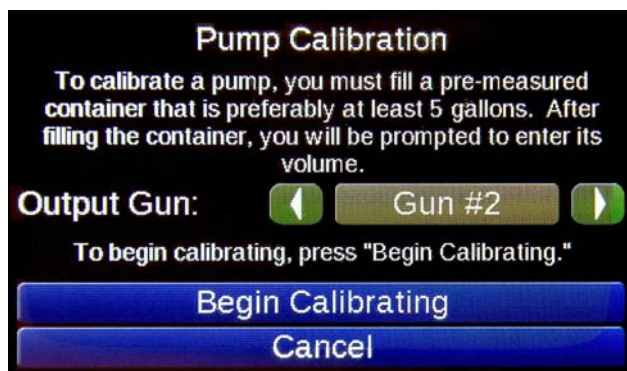 Pump Calibration
To calibrate a pump, you must fill a pre-measured
container that is preferably at least 5 gallons. After
filling the container, you will be prompted to enter its
volume.
Output Gun:
Gun #2
To begin calibrating, press "Begin Calibrating."
Begin Calibrating
Cancel